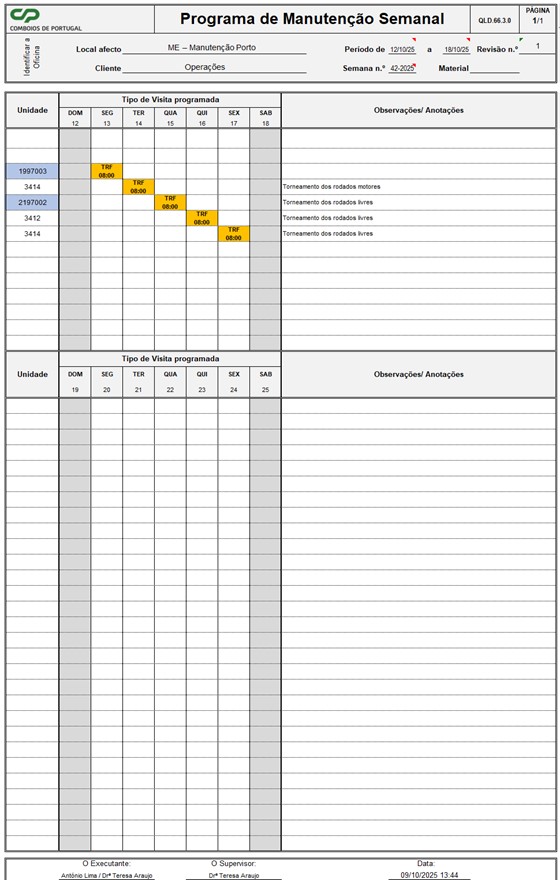 CP
COMBÓIOS DE PORTUGAL
Programa de Manutenção Semanal
QLD.66.3.0
PÁGINA
1/1
Identificar a Oficina
Local afecto ME – Manutenção Porto
Período de 12/10/25 a 18/10/25 Revisão n.º 1
Cliente Operações
Semana n.º 42-2025 Material
Unidade Tipo de Visita programada Observações/ Anotações
DOM SEG TER QUA QUI SEX SAB
12 13 14 15 16 17 18
1997003 TRF 08:00
3414 TRF 08:00 Torneamento dos rodados motores
2197002 TRF 08:00 Torneamento dos rodados livres
3412 TRF 08:00 Torneamento dos rodados livres
3414 TRF 08:00 Torneamento dos rodados livres
Unidade Tipo de Visita programada Observações/ Anotações
DOM SEG TER QUA QUI SEX SAB
19 20 21 22 23 24 25
O Executante: O Supervisor: Data:
António Lima / Drª Teresa Araujo Drª Teresa Araujo 09/10/2025 13:44